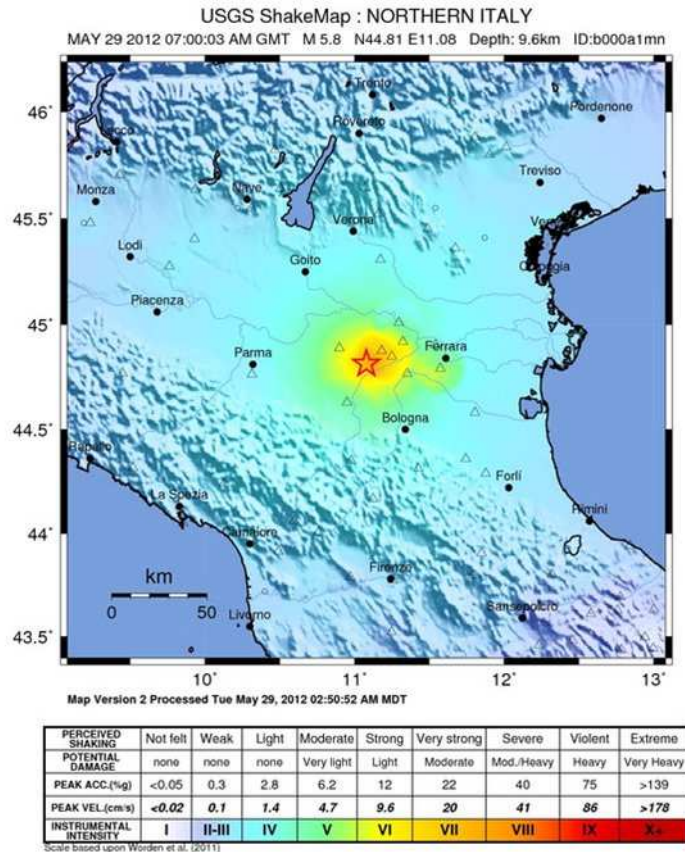 USGS ShakeMap : NORTHERN ITALY
MAY 29 2012 07:00:03 AM GMT M 5.8 N44.81 E11.08 Depth: 9.6km ID:b000a1mn
Trento
46˚
Pordenone
Rovereto
Lecco
Treviso
Monza
Nave
45.5˚
Verona
Lodi
Goito
Chioggia
Piacenza
45˚
Parma
Ferrara
Bologna
44.5˚
Rapallo
Forlí
La Spezia
Rimini
44˚
Camaiore
km
Firenze
0 50
Sansepolcro
Livorno
43.5˚
10˚ 11˚ 12˚ 13˚
Map Version 2 Processed Tue May 29, 2012 02:50:52 AM MDT
PERCEIVED SHAKING Not felt Weak Light Moderate Strong Very strong Severe Violent Extreme
POTENTIAL DAMAGE none none none Very light Light Moderate Mod./Heavy Heavy Very Heavy
PEAK ACC.(%g) <0.05 0.3 2.8 6.2 12 22 40 75 >139
PEAK VEL.(cm/s) <0.02 0.1 1.4 4.7 9.6 20 41 86 >178
INSTRUMENTAL INTENSITY I II-III IV V VI VII VIII IX X+
Scale based upon Worden et al. (2011)